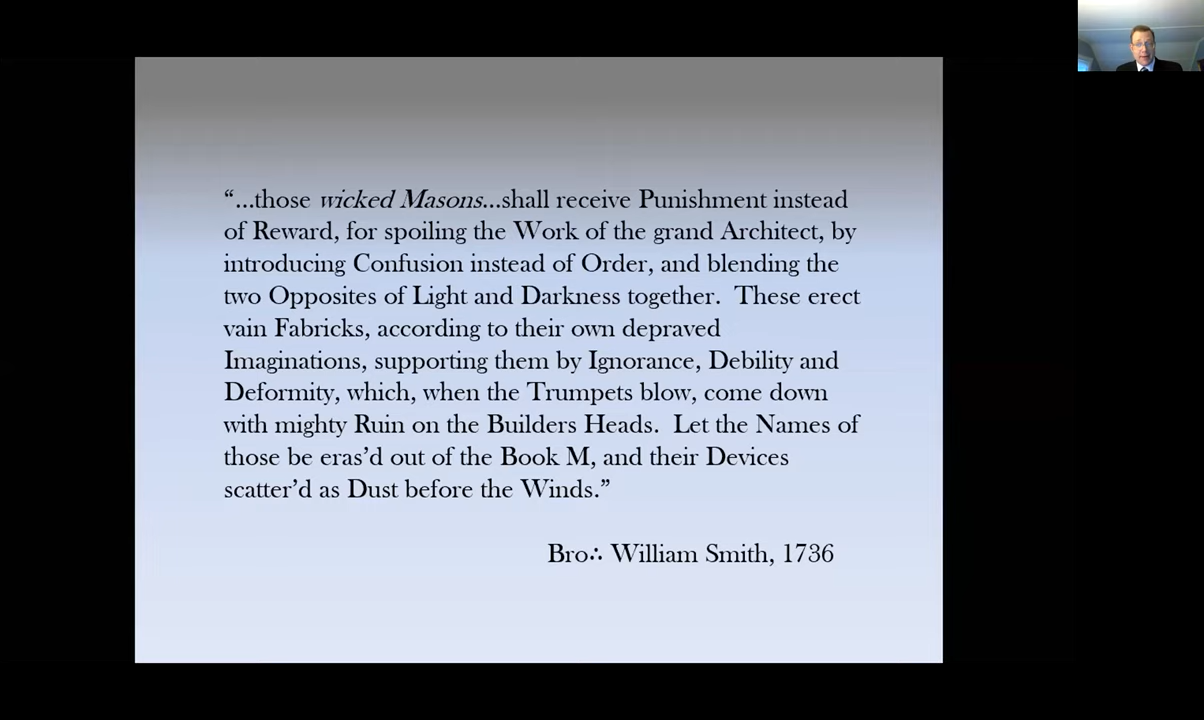 “...those wicked Masons...shall receive Punishment instead
of Reward, for spoiling the Work of the grand Architect, by
introducing Confusion instead of Order, and blending the
two Opposites of Light and Darkness together.  These erect
vain Fabricks, according to their own depraved
Imaginations, supporting them by Ignorance, Debility and
Deformity, which, when the Trumpets blow, come down
with mighty Ruin on the Builders Heads.  Let the Names of
those be eras’d out of the Book M, and their Devices
scatter’d as Dust before the Winds.”
Bro∴ William Smith, 1736